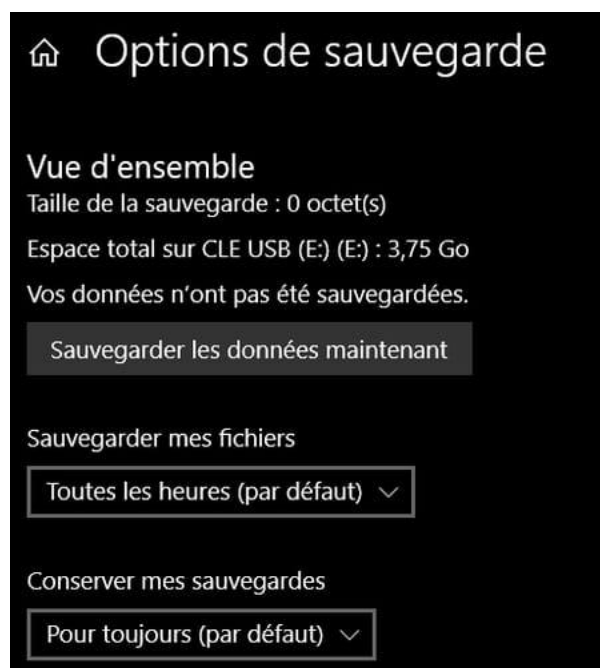 Options de sauvegarde
Vue d'ensemble
Taille de la sauvegarde : 0 octet(s)
Espace total sur CLE USB (E:) (E:) : 3,75 Go
Vos données n’ont pas été sauvegardées.
Sauvegarder les données maintenant
Sauvegarder mes fichiers
Toutes les heures (par défaut)
Conserver mes sauvegardes
Pour toujours (par défaut)